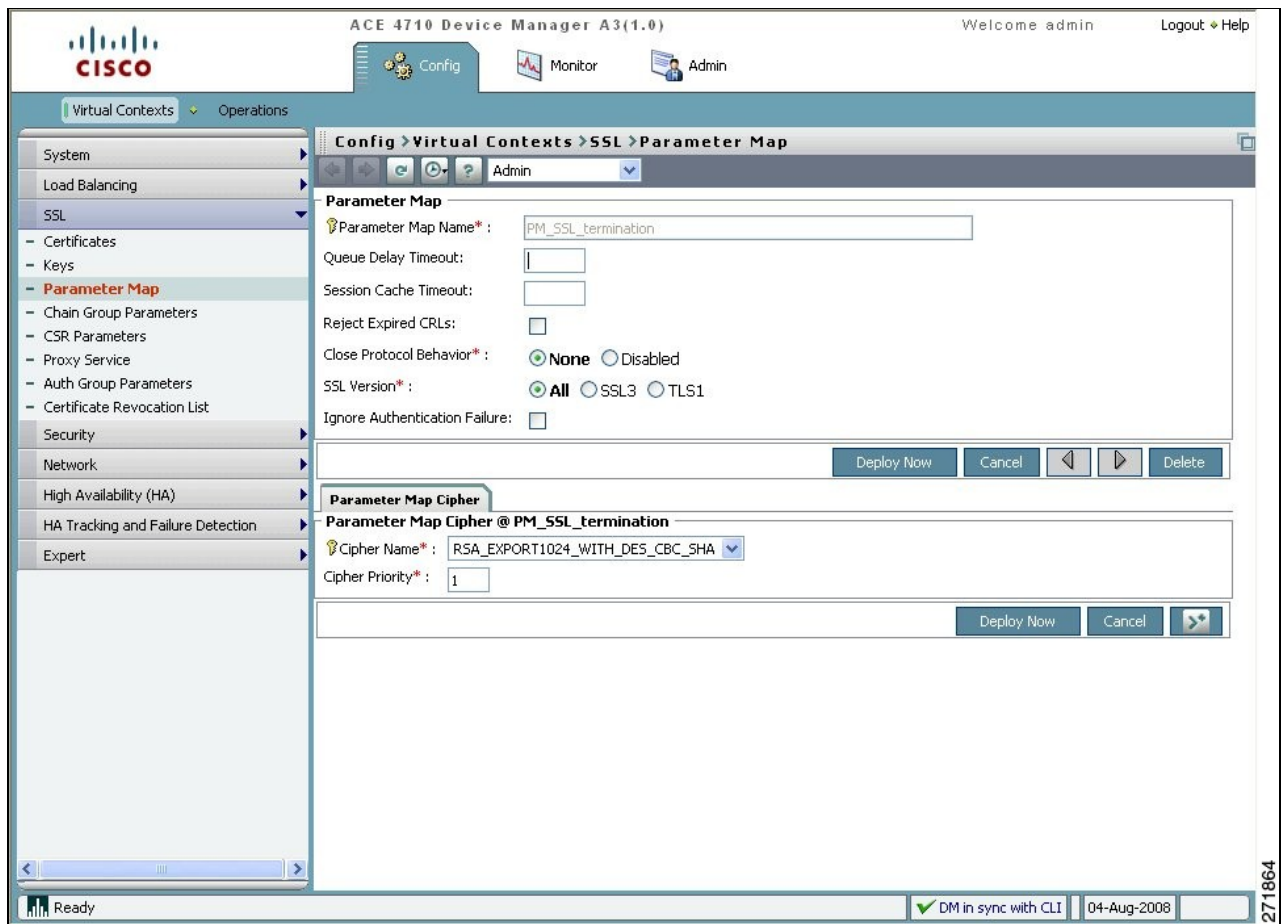 ACE 4710 Device Manager A3(1.0)
Welcome admin
Logout Help
CISCO
Config
Monitor
Admin
Virtual Contexts
Operations
System
Load Balancing
SSL
Certificates
Keys
Parameter Map
Chain Group Parameters
CSR Parameters
Proxy Service
Auth Group Parameters
Certificate Revocation List
Security
Network
High Availability (HA)
HA Tracking and Failure Detection
Expert
Config > Virtual Contexts > SSL > Parameter Map
Admin
Parameter Map
Parameter Map Name* : PM_SSL_termination
Queue Delay Timeout:
Session Cache Timeout:
Reject Expired CRLs:
Close Protocol Behavior* : None Disabled
SSL Version* : All SSL3 TLS1
Ignore Authentication Failure:
Deploy Now Cancel Delete
Parameter Map Cipher
Parameter Map Cipher @ PM_SSL_termination
Cipher Name* : RSA_EXPORT1024_WITH_DES_CBC_SHA
Cipher Priority* : 1
Deploy Now Cancel
Ready
DM in sync with CLI
04-Aug-2008
271864